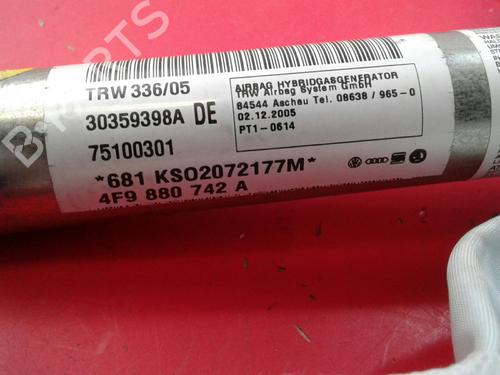 TRW 336/05
30359398A DE
75100301
*681 KSO2072177M*
4F9 880 742 A
AIRBAG HYBRIDGASGENERATOR
TRW Airbag System GmbH
84544 Aschau Tel. 08638 / 965-0
02.12.2005
PT1-0614
B-PARTS